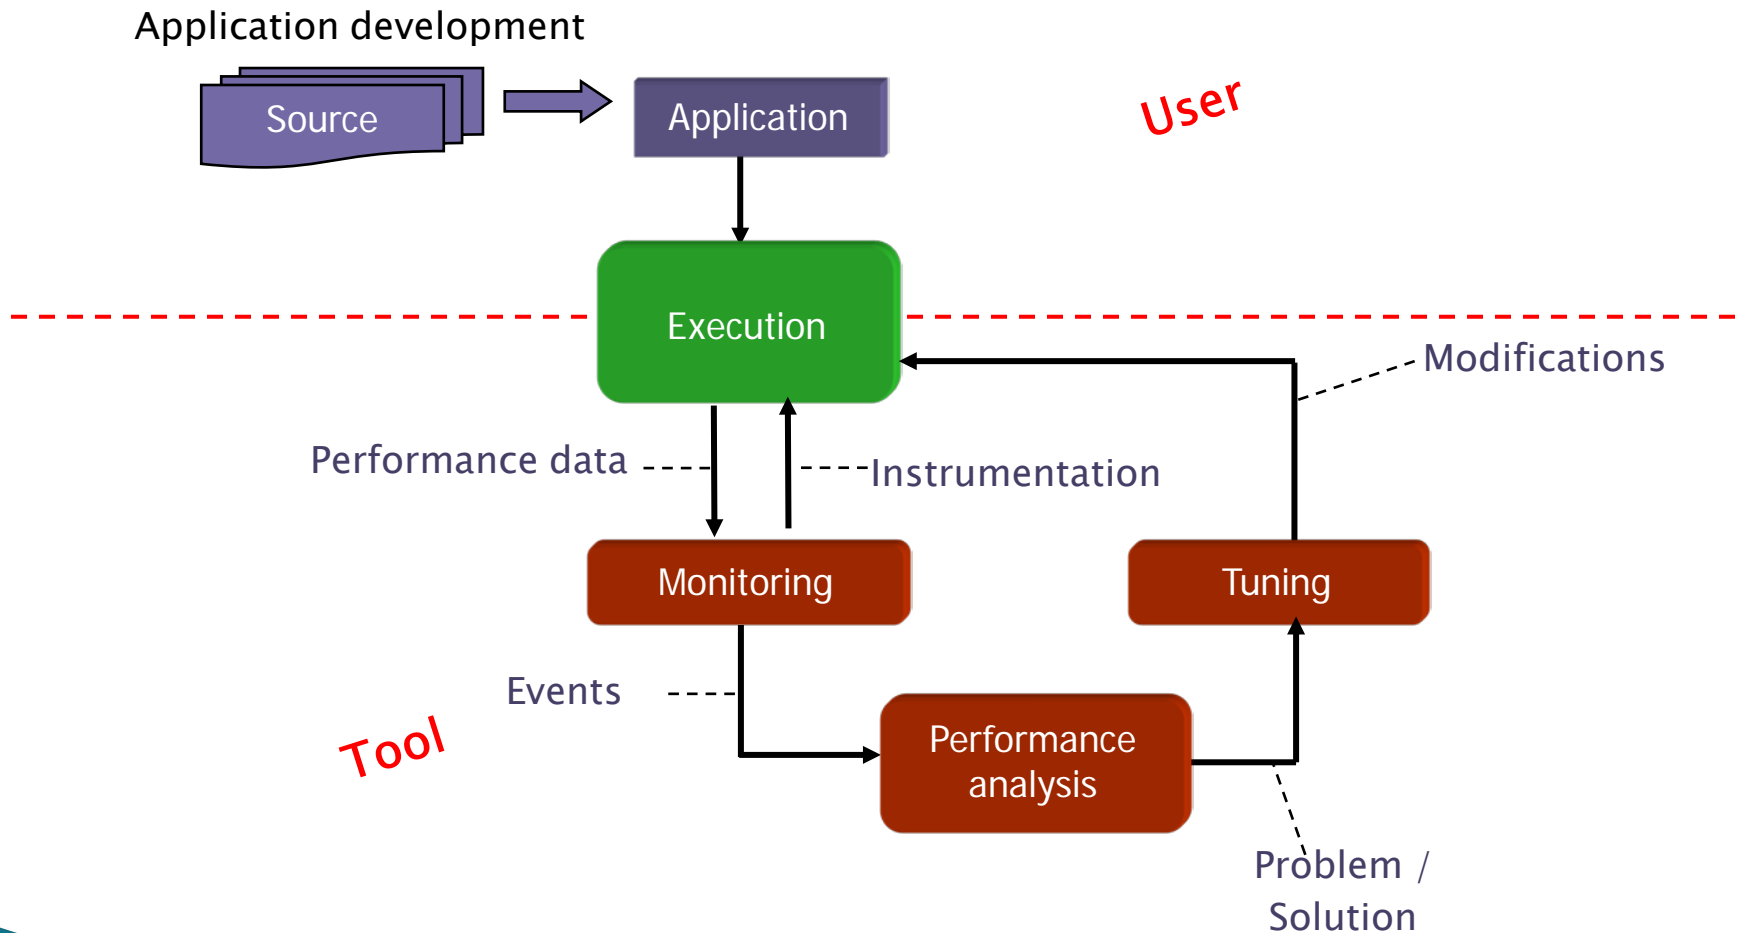 Application development
Source
Application
User
Execution
Modifications
Performance data
Instrumentation
Monitoring
Tuning
Events
Tool
Performance
analysis
Problem /
Solution